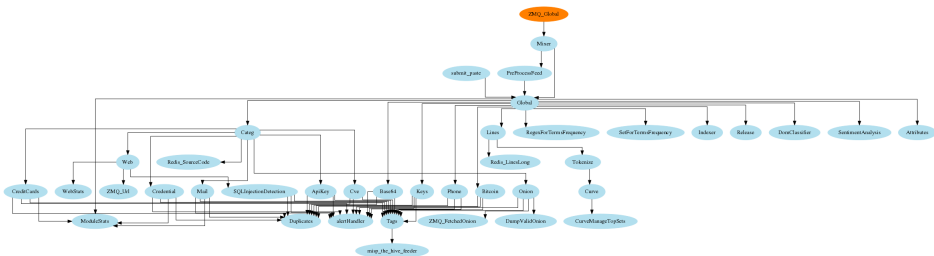 ZMQ_Global
Mixer
submit_paste
PreProcessFeed
Global
Categ
Lines
RegexForTermsFrequency
SetForTermsFrequency
Indexer
Release
DomClassifier
SentimentAnalysis
Attributes
Web
Redis_SourceCode
Redis_LinesLong
Tokenize
CreditCards
WebStats
ZMQ_Url
Credential
Mail
SQLInjectionDetection
ApiKey
Cve
Base64
Keys
Phone
Bitcoin
Onion
Curve
ModuleStats
Duplicates
alertHandler
Tags
ZMQ_FetchedOnion
DumpValidOnion
CurveManageTopSets
misp_the_hive_feeder